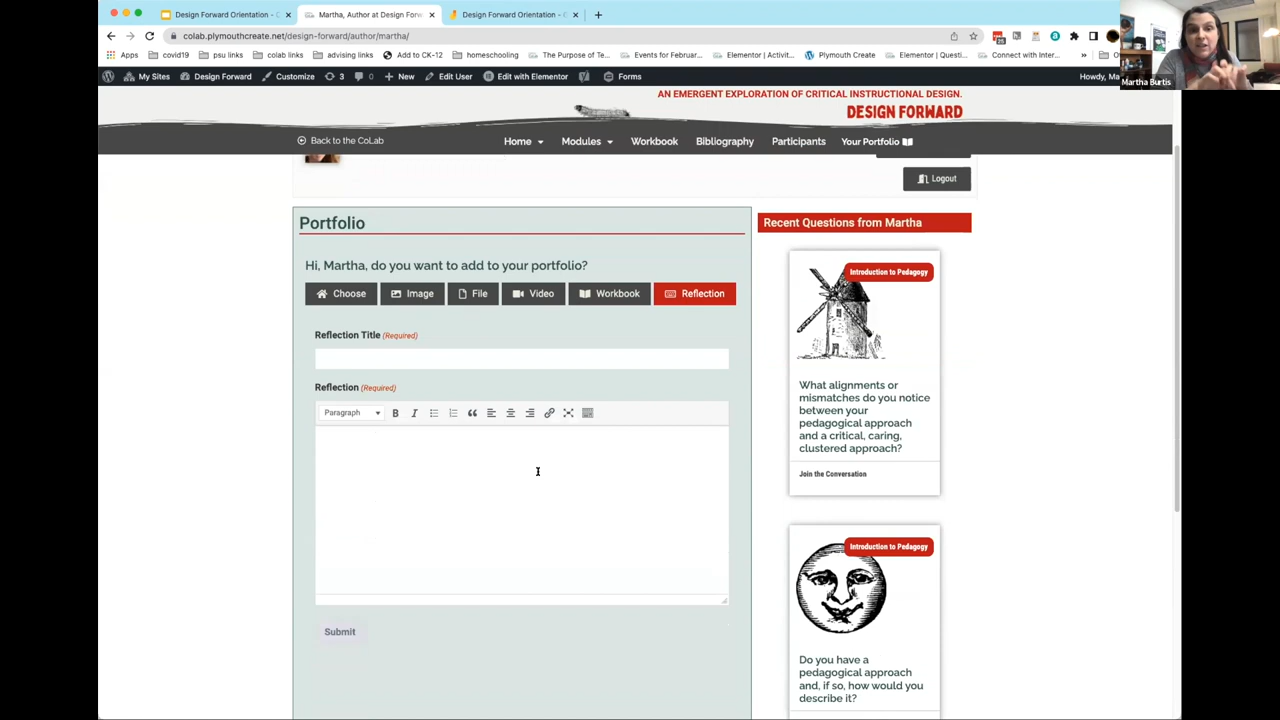 Design Forward Orientation - C
Martha, Author at Design Forw
Design Forward Orientation - C
colab.plymouthcreate.net/design-forward/author/martha/
Apps
covid19
psu links
colab links
advising links
Add to CK-12
homeschooling
The Purpose of Te...
Events for Februar...
Elementor | Activit...
Plymouth Create
Elementor | Questi...
Connect with Inter...
»
My Sites
Design Forward
Customize
3
0
New
Edit User
Edit with Elementor
Forms
Howdy, Ma
Martha Burtis
AN EMERGENT EXPLORATION OF CRITICAL INSTRUCTIONAL DESIGN.
DESIGN FORWARD
Back to the CoLab
Home
Modules
Workbook
Bibliography
Participants
Your Portfolio
Logout
Portfolio
Hi, Martha, do you want to add to your portfolio?
Choose
Image
File
Video
Workbook
Reflection
Reflection Title (Required)
Reflection (Required)
Paragraph
B
I
Submit
Recent Questions from Martha
Introduction to Pedagogy
What alignments or
mismatches do you notice
between your
pedagogical approach
and a critical, caring,
clustered approach?
Join the Conversation
Introduction to Pedagogy
Do you have a
pedagogical approach
and, if so, how would you
describe it?